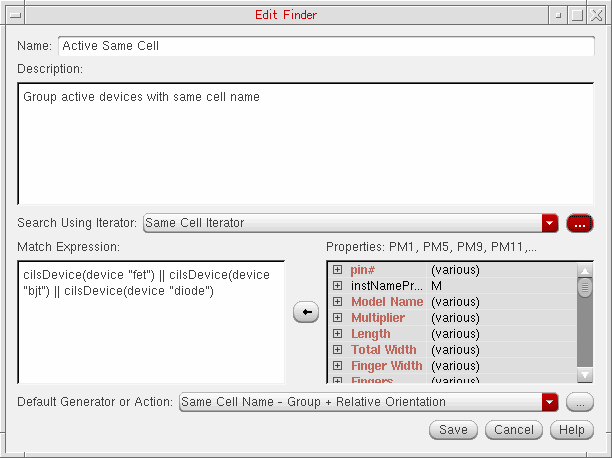 Edit Finder
Name: Active Same Cell
Description:
Group active devices with same cell name
Search Using Iterator: Same Cell Iterator ...
Match Expression:
cilsDevice(device "fet") || cilsDevice(device
"bjt") || cilsDevice(device "diode")
Properties: PM1, PM5, PM9, PM11,...
pin# (various)
instNamePr... M
Model Name (various)
Multiplier (various)
Length (various)
Total Width (various)
Finger Width (various)
Fingers (various)
Default Generator or Action: Same Cell Name - Group + Relative Orientation ...
Save Cancel Help